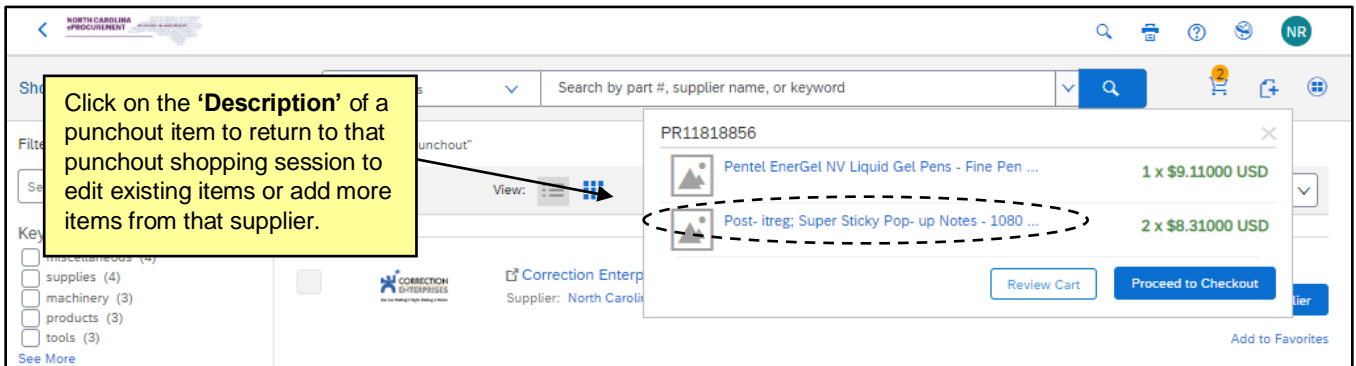 NORTH CAROLINA
ePROCUREMENT
NR
Sho
Search by part #, supplier name, or keyword
2
Click on the 'Description' of a
punchout item to return to that
punchout shopping session to
edit existing items or add more
items from that supplier.
Filte
unchout"
Se
View:
PR11818856
Pentel EnerGel NV Liquid Gel Pens - Fine Pen ...
1 x $9.11000 USD
Post- itreg; Super Sticky Pop- up Notes - 1080 ...
2 x $8.31000 USD
Review Cart
Proceed to Checkout
Key
miscellaneous (4)
supplies (4)
machinery (3)
products (3)
tools (3)
See More
CORRECTION
ENTERPRISES
Correction Enterp
Supplier: North Carolin
lier
Add to Favorites